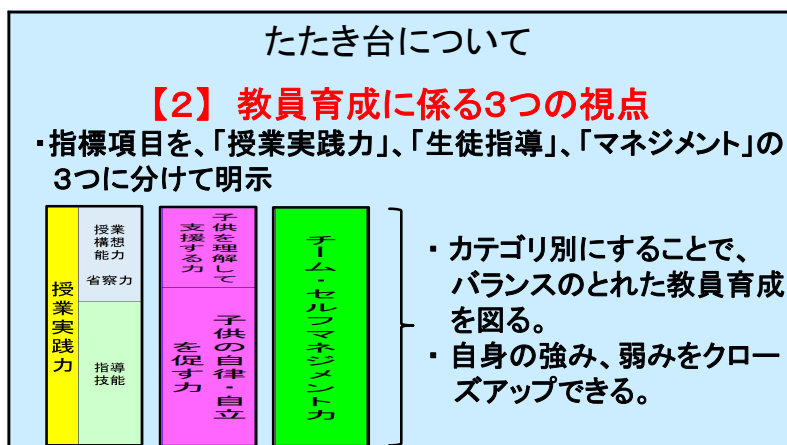 たたき台について
【２】 教員育成に係る３つの視点
・指標項目を、「授業実践力」、「生徒指導」、「マネジメント」の
３つに分けて明示
授業実践力
授業
構想
能力
省察力
指導
技能
子供を理解して
支援する力
子供の自律・自立
を促す力
チーム・セルフマネジメント力
・ カテゴリ別にすることで、
バランスのとれた教員育成
を図る。
・ 自身の強み、弱みをクロー
ズアップできる。